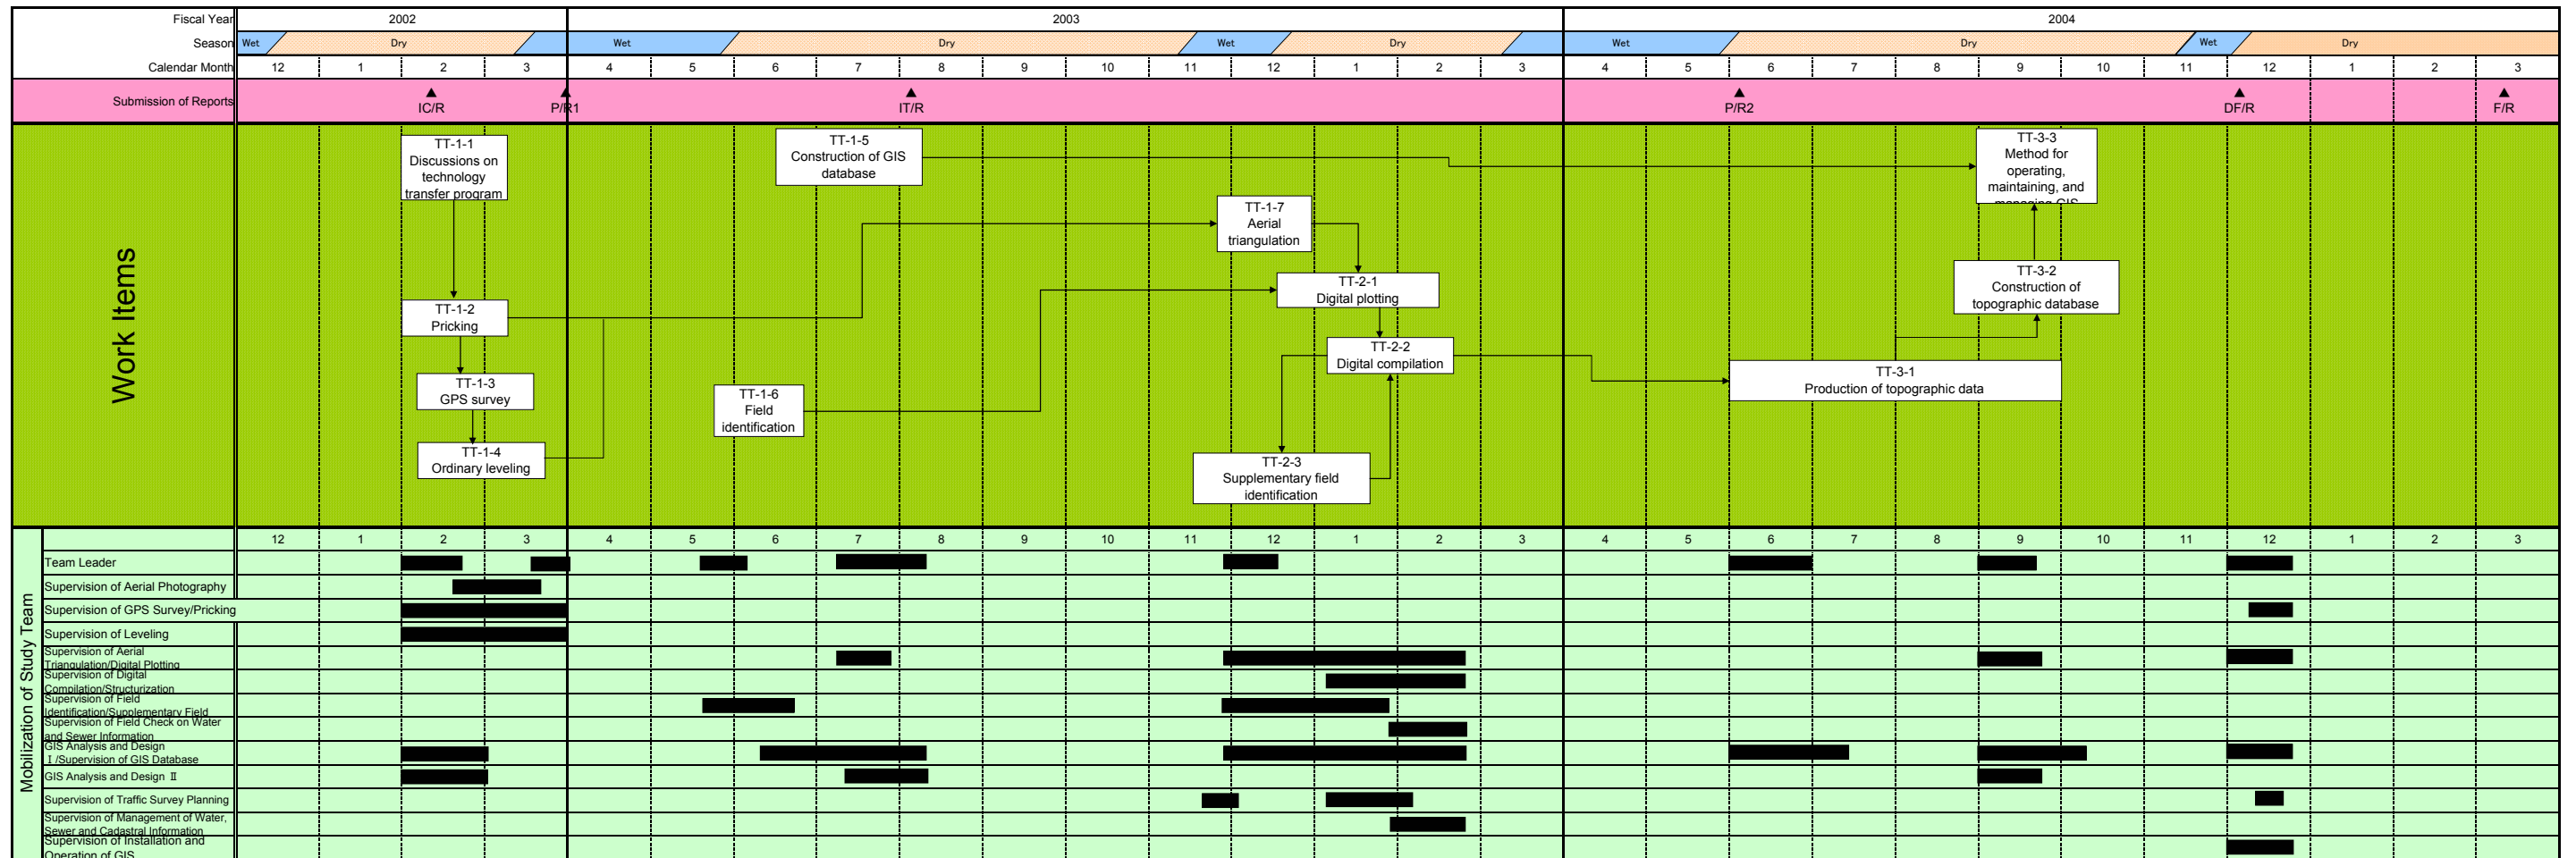 Fiscal Year 2002 2003 2004
Season Wet Dry Wet Dry Wet Dry Wet Dry Wet Dry
Calendar Month 12 1 2 3 4 5 6 7 8 9 10 11 12 1 2 3 4 5 6 7 8 9 10 11 12 1 2 3
Submission of Reports
▲ ▲ ▲ ▲ ▲ ▲
IC/R P/R1 IT/R P/R2 DF/R F/R
Work Items
TT-1-1
Discussions on
technology
transfer program
TT-1-2
Pricking
TT-1-3
GPS survey
TT-1-4
Ordinary leveling
TT-1-5
Construction of GIS
database
TT-1-6
Field
identification
TT-1-7
Aerial
triangulation
TT-2-1
Digital plotting
TT-2-2
Digital compilation
TT-2-3
Supplementary field
identification
TT-3-3
Method for
operating,
maintaining, and
managing GIS
TT-3-2
Construction of
topographic database
TT-3-1
Production of topographic data
Mobilization of Study Team
12 1 2 3 4 5 6 7 8 9 10 11 12 1 2 3 4 5 6 7 8 9 10 11 12 1 2 3
Team Leader
Supervision of Aerial Photography
Supervision of GPS Survey/Pricking
Supervision of Leveling
Supervision of Aerial
Triangulation/Digital Plotting
Supervision of Digital
Compilation/Structurization
Supervision of Field
Identification/Supplementary Field
Supervision of Field Check on Water
and Sewer Information
GIS Analysis and Design
Ⅰ/Supervision of GIS Database
GIS Analysis and Design Ⅱ
Supervision of Traffic Survey Planning
Supervision of Management of Water,
Sewer and Cadastral Information
Supervision of Installation and
Operation of GIS